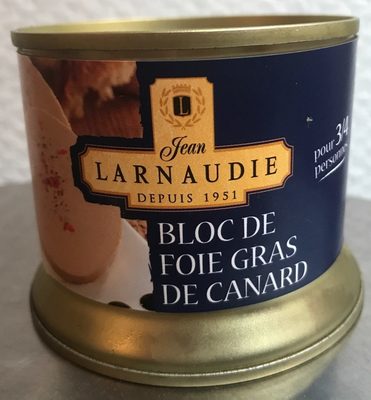 L
Jean
LARNAUDIE
DEPUIS 1951
BLOC DE
FOIE GRAS
DE CANARD
pour 3/4
personnes